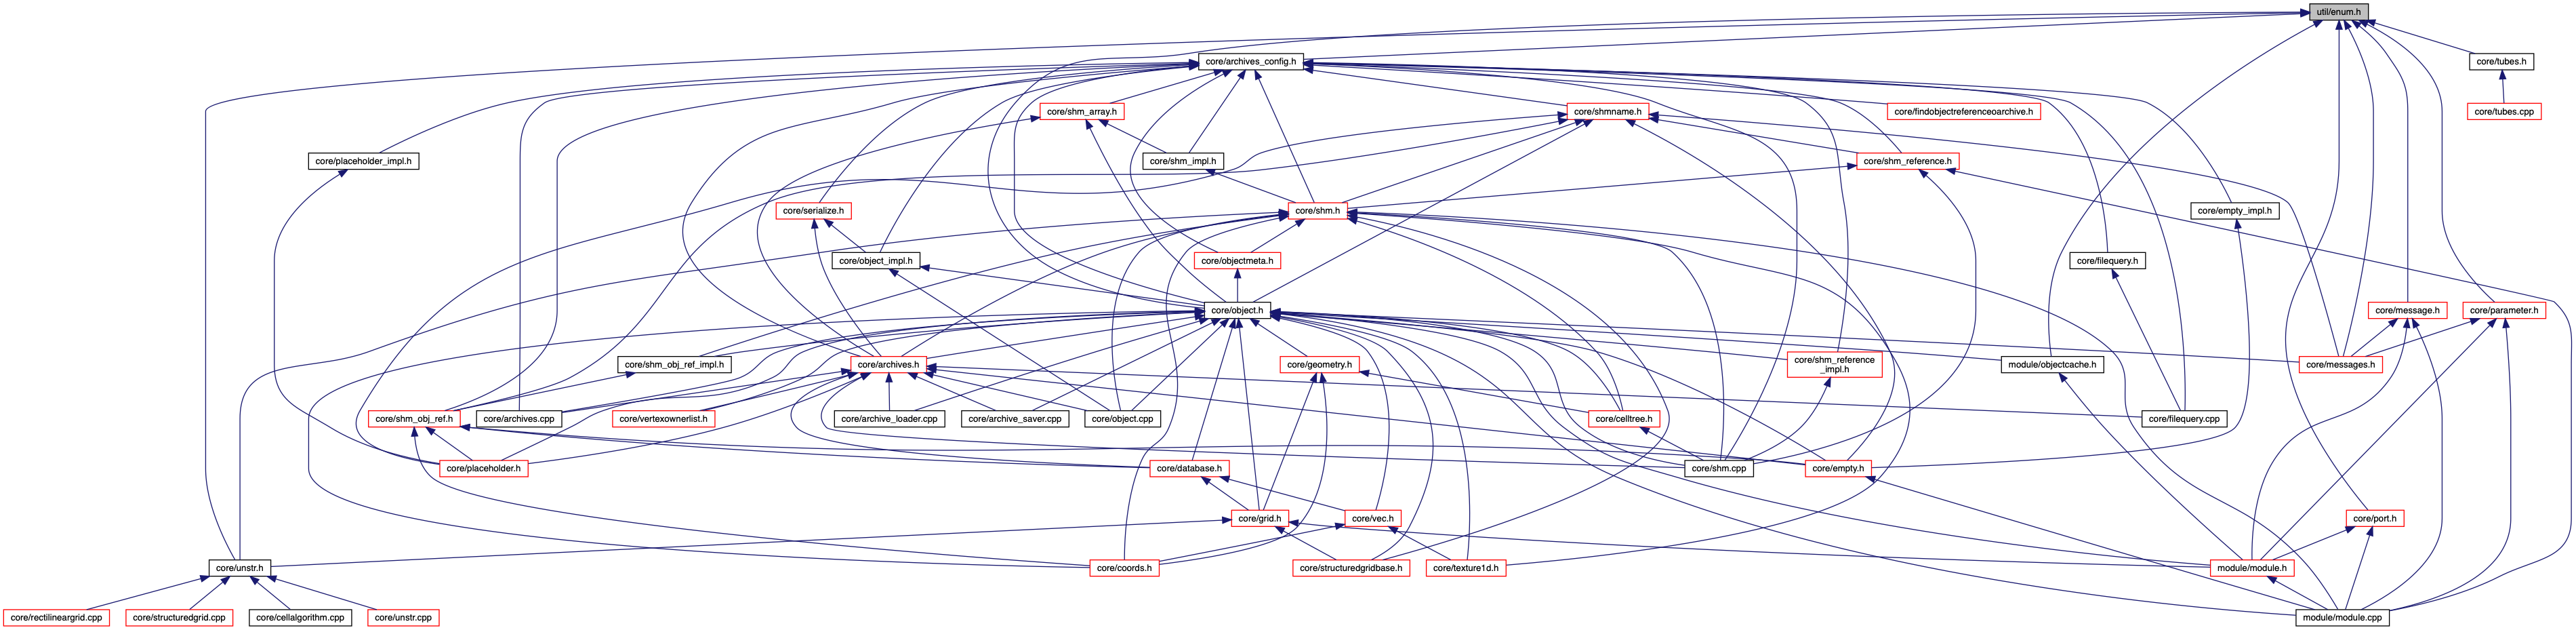 util/enum.h
core/archives_config.h
core/tubes.h
core/shm_array.h
core/shmname.h
core/findobjectreferenceoarchive.h
core/tubes.cpp
core/placeholder_impl.h
core/shm_impl.h
core/shm_reference.h
core/serialize.h
core/shm.h
core/empty_impl.h
core/object_impl.h
core/objectmeta.h
core/filequery.h
core/object.h
core/message.h
core/parameter.h
core/shm_obj_ref_impl.h
core/archives.h
core/geometry.h
core/shm_reference
_impl.h
module/objectcache.h
core/messages.h
core/shm_obj_ref.h
core/archives.cpp
core/vertexownerlist.h
core/archive_loader.cpp
core/archive_saver.cpp
core/object.cpp
core/celltree.h
core/filequery.cpp
core/placeholder.h
core/database.h
core/shm.cpp
core/empty.h
core/grid.h
core/vec.h
core/port.h
core/unstr.h
core/coords.h
core/structuredgridbase.h
core/texture1d.h
module/module.h
core/rectilineargrid.cpp
core/structuredgrid.cpp
core/cellalgorithm.cpp
core/unstr.cpp
module/module.cpp